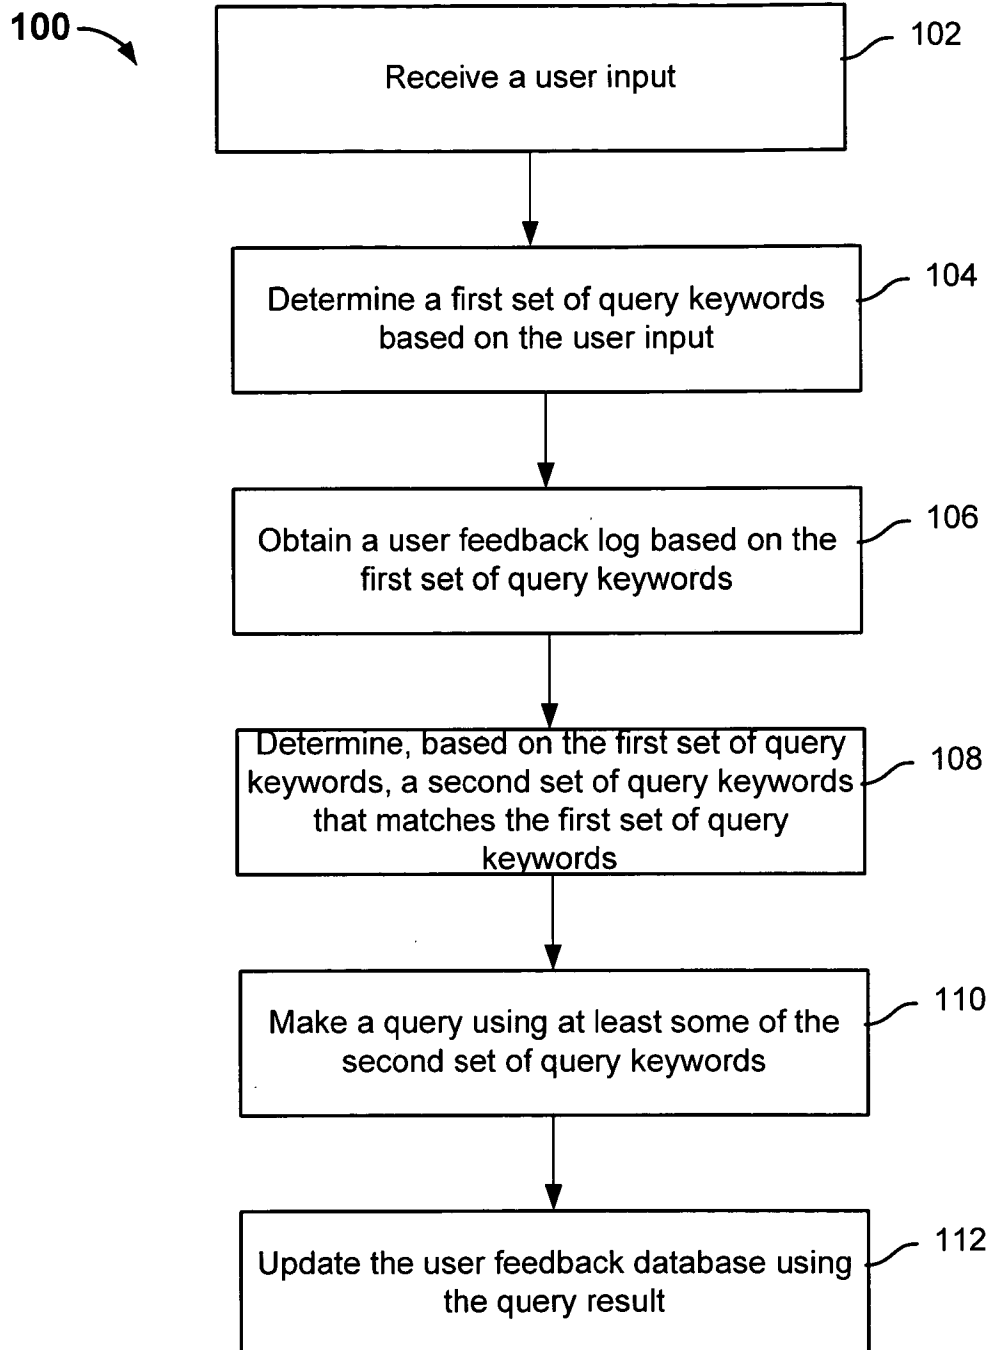 100
102
Receive a user input
104
Determine a first set of query keywords
based on the user input
106
Obtain a user feedback log based on the
first set of query keywords
108
Determine, based on the first set of query
keywords, a second set of query keywords
that matches the first set of query
keywords
110
Make a query using at least some of the
second set of query keywords
112
Update the user feedback database using
the query result